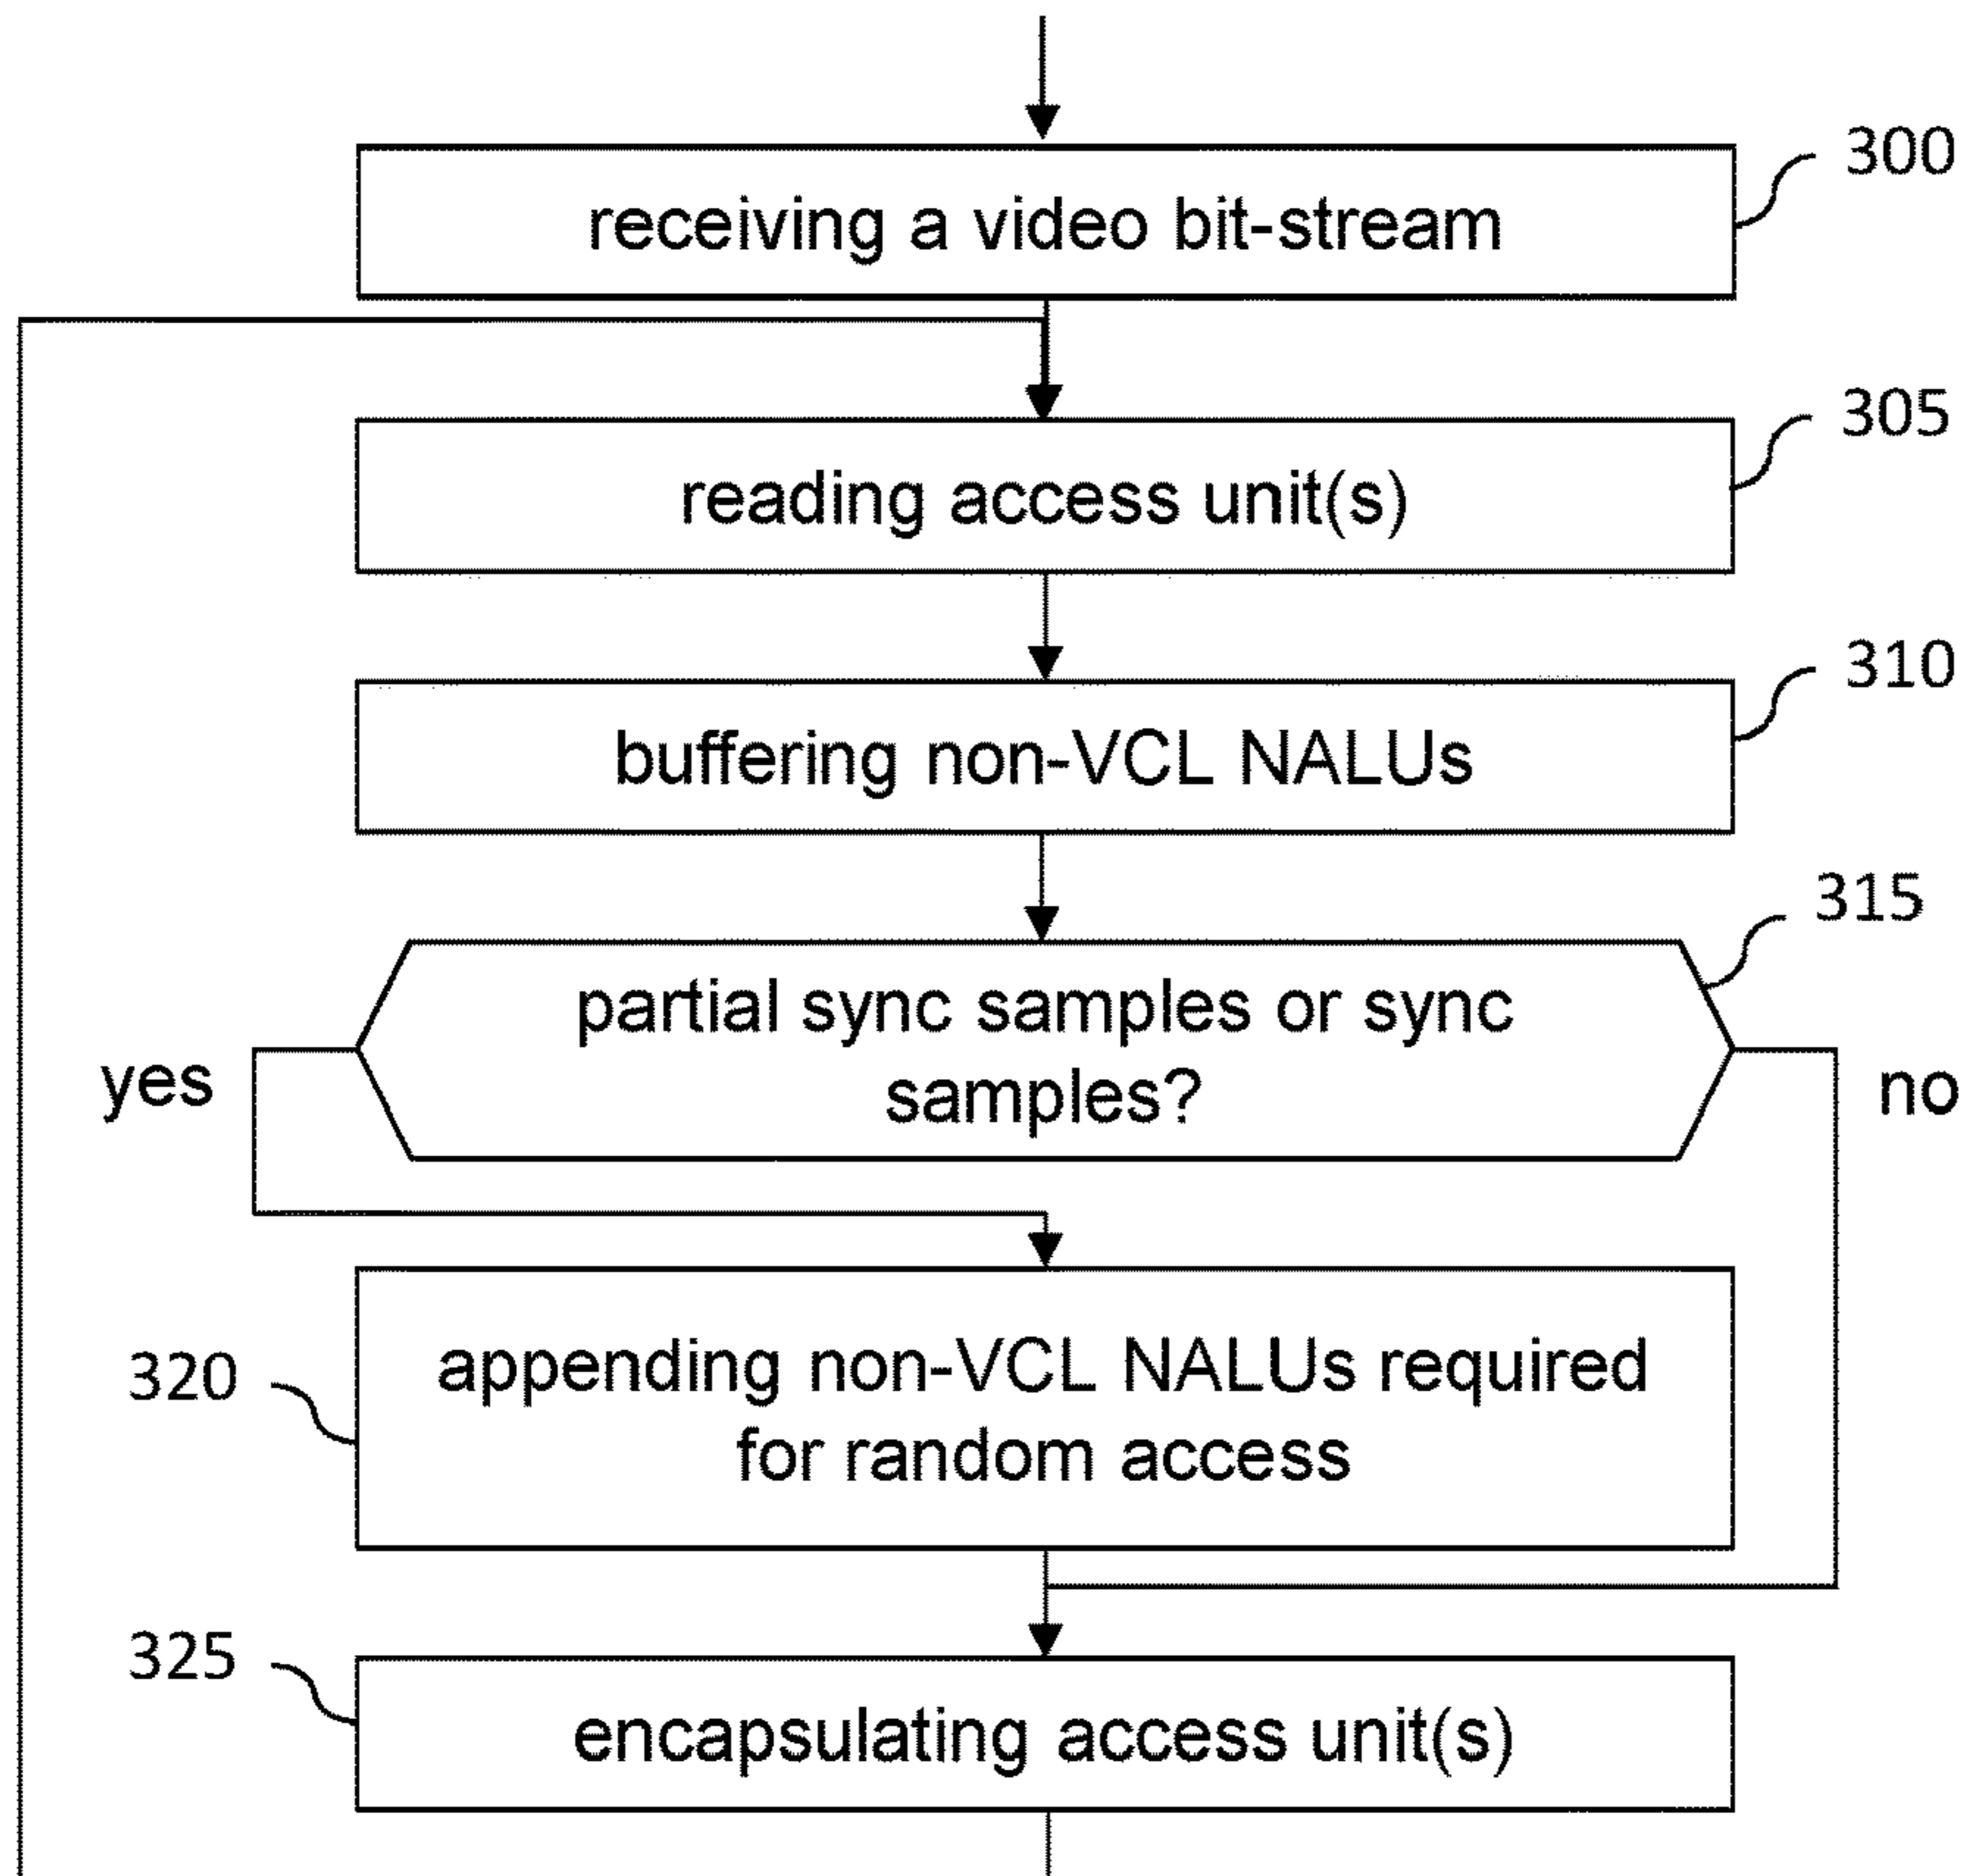 300
receiving a video bit-stream
305
reading access unit(s)
310
buffering non-VCL NALUs
315
partial sync samples or sync
samples?
yes
no
320
appending non-VCL NALUs required
for random access
325
encapsulating access unit(s)